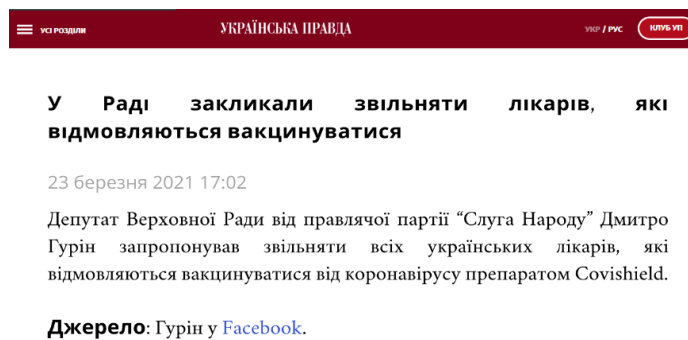 УСІ РОЗДІЛИ
УКРАЇНСЬКА ПРАВДА
УКР / РУС
КЛУБ УП
У Раді закликали звільняти лікарів, які
відмовляються вакцинуватися
23 березня 2021 17:02
Депутат Верховної Ради від правлячої партії “Слуга Народу” Дмитро
Гурін запропонував звільняти всіх українських лікарів, які
відмовляються вакцинуватися від коронавірусу препаратом Covishield.
Джерело: Гурін у Facebook.